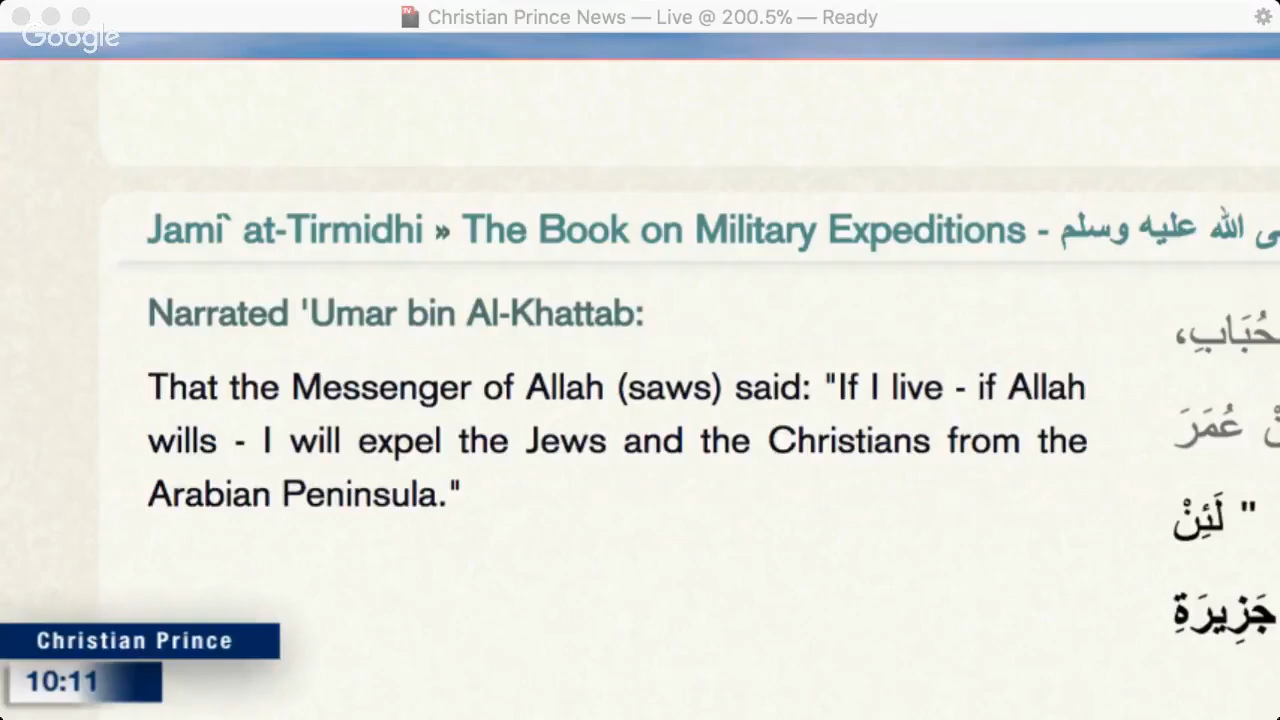 Christian Prince News — Live @ 200.5% — Ready
Google
Jami` at-Tirmidhi » The Book on Military Expeditions - الله عليه وسلم
Narrated 'Umar bin Al-Khattab:
That the Messenger of Allah (saws) said: "If I live - if Allah
wills - I will expel the Jews and the Christians from the
Arabian Peninsula."
عُمَرَ
" لَئِنْ
جَزِيرَةِ
Christian Prince
10:11